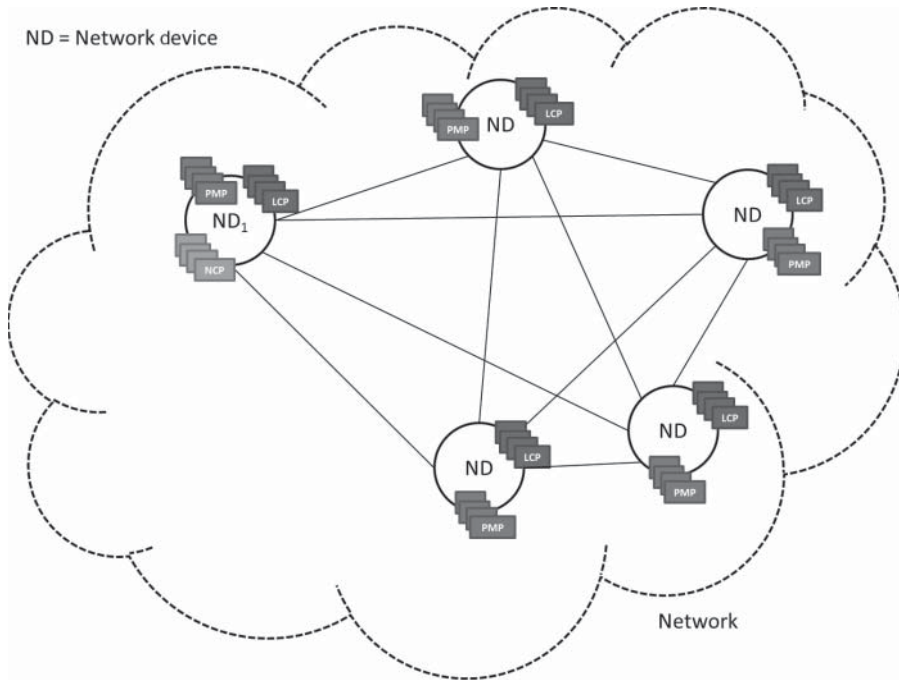 ND = Network device
ND
PMP
LCP
ND₁
PMP
LCP
NCP
ND
LCP
PMP
ND
LCP
PMP
ND
LCP
PMP
Network